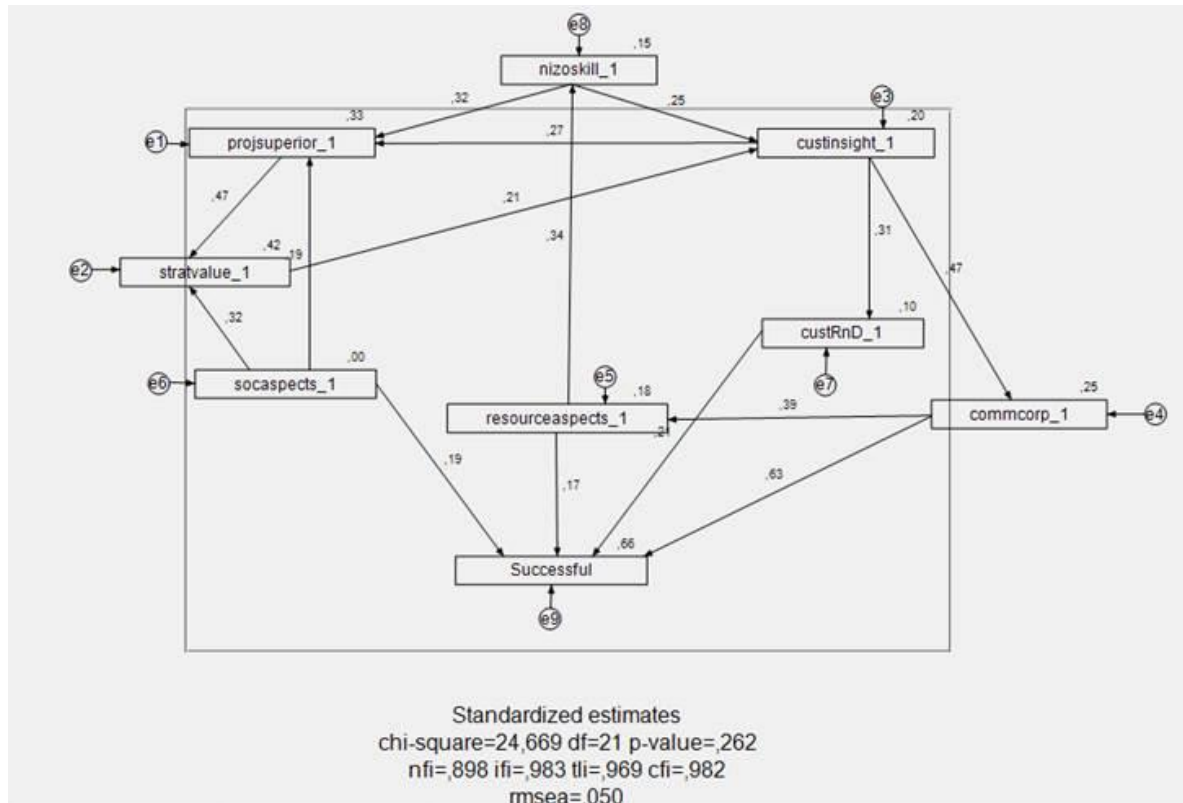 e8
,15
nizoskill_1
,32
,25
e3
,33
,20
e1
projsuperior_1
,27
custinsight_1
,47
,21
,34
,31
,42
,19
e2
stratvalue_1
,47
,32
,10
custRnD_1
,00
e6
socaspects_1
e5
e7
,18
,25
resourceaspects_1
,39
commcorp_1
e4
,21
,19
,17
,63
,66
Successful
e9
Standardized estimates
chi-square=24,669 df=21 p-value=,262
nfi=,898 ifi=,983 tli=,969 cfi=,982
rmsea=,050